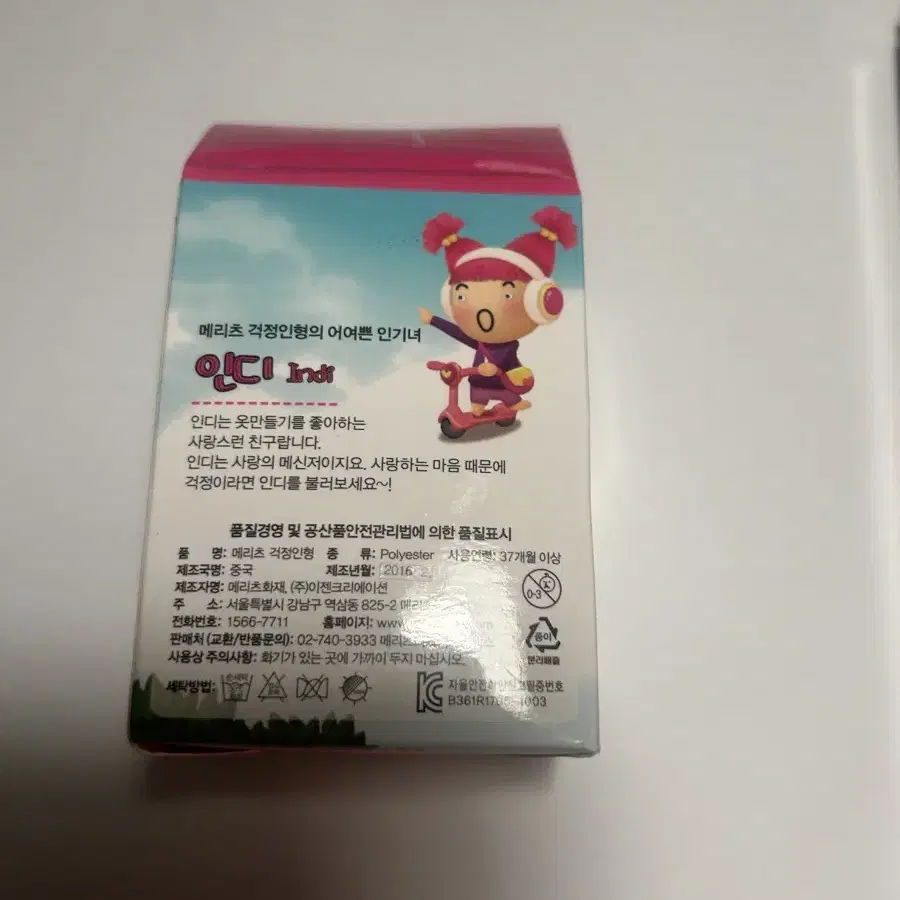 메리츠 걱정인형의 어여쁜 인기녀
인디 Indi
인디는 옷만들기를 좋아하는
사랑스런 친구랍니다.
인디는 사랑의 메신저이지요. 사랑하는 마음 때문에
걱정이라면 인디를 불러보세요~!
품질경영 및 공산품안전관리법에 의한 품질표시
품 명: 메리츠 걱정인형 종 류: Polyester 사용연령: 37개월 이상
제조국명: 중국 제조년월: 2016
제조자명: 메리츠화재, (주)이젠크리에이션
주 소: 서울특별시 강남구 역삼동 825-2
전화번호: 1566-7711 홈페이지:
판매처 (교환/반품문의): 02-740-3933
사용상 주의사항: 화기가 있는 곳에 가까이 두지 마십시오.
세탁방법:
0-3
종이
분리배출